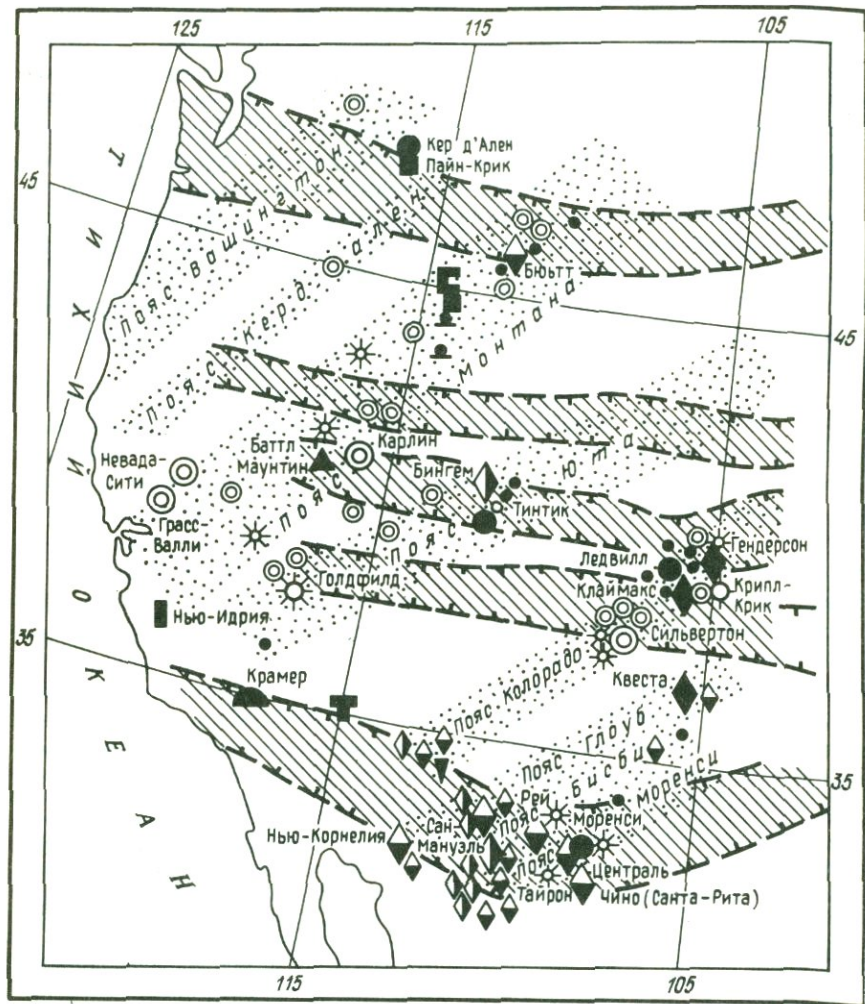 125
115
105
45
Кер д'Ален
Пайн-Крик
Пояс Вашингтон
Пояс Кер д'Ален
Бюьтт
45
ТИХИЙ ОКЕАН
Пояс Монтана
Карлин
Баттл
Маунтин
Невада-
Сити
Грасс-
Валли
Бингем
Тинтик
Пояс Юта
Гендерсон
Ледвилл
Клаймакс
Крипл-
Крик
Голдфилд
Нью-Идрия
Сильвертон
35
Крамер
Пояс Колорадо
Квеста
Пояс Глоуб
35
Пояс Бисби
Пояс Моренси
Рей
Моренси
Нью-Корнелия
Сан-
Мануэль
Централь
Тайрон
Чино (Санта-Рита)
115
105